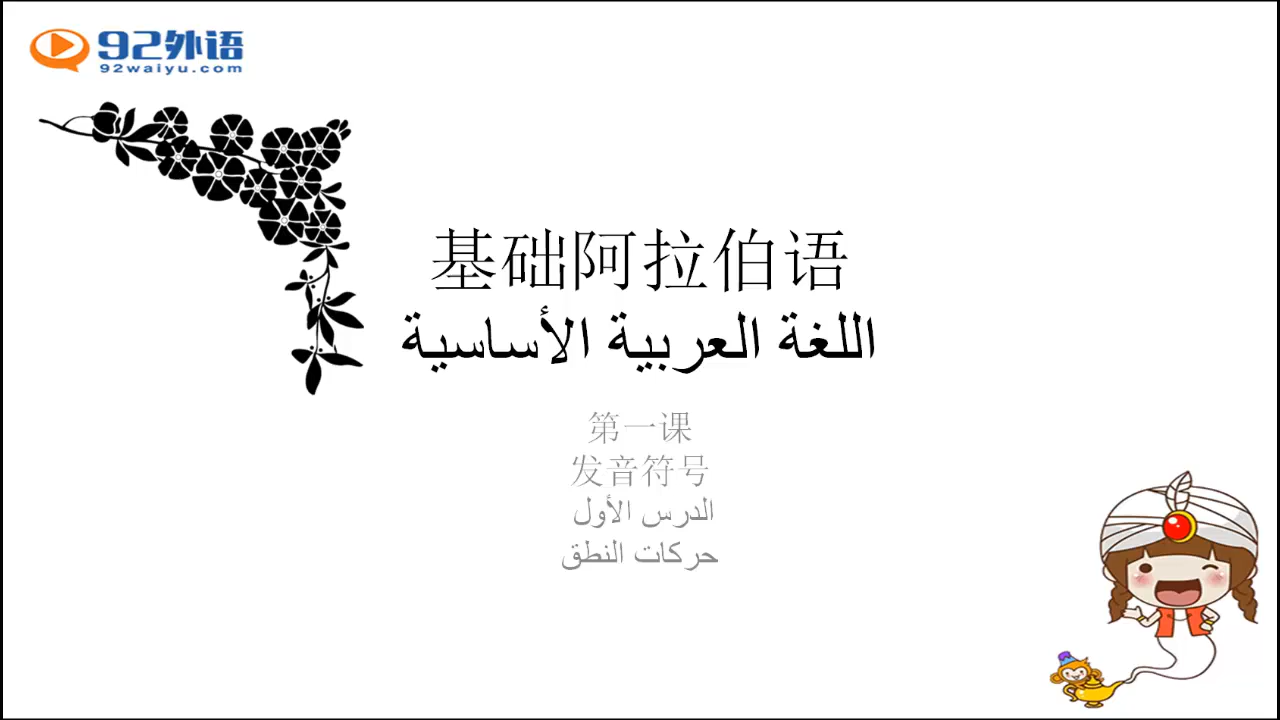 92外语
92waiyu.com
基础阿拉伯语
اللغة العربية الأساسية
第一课
发音符号
الدرس الأول
حركات النطق